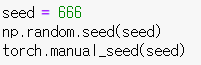 seed = 666
np.random.seed(seed)
torch.manual_seed(seed)